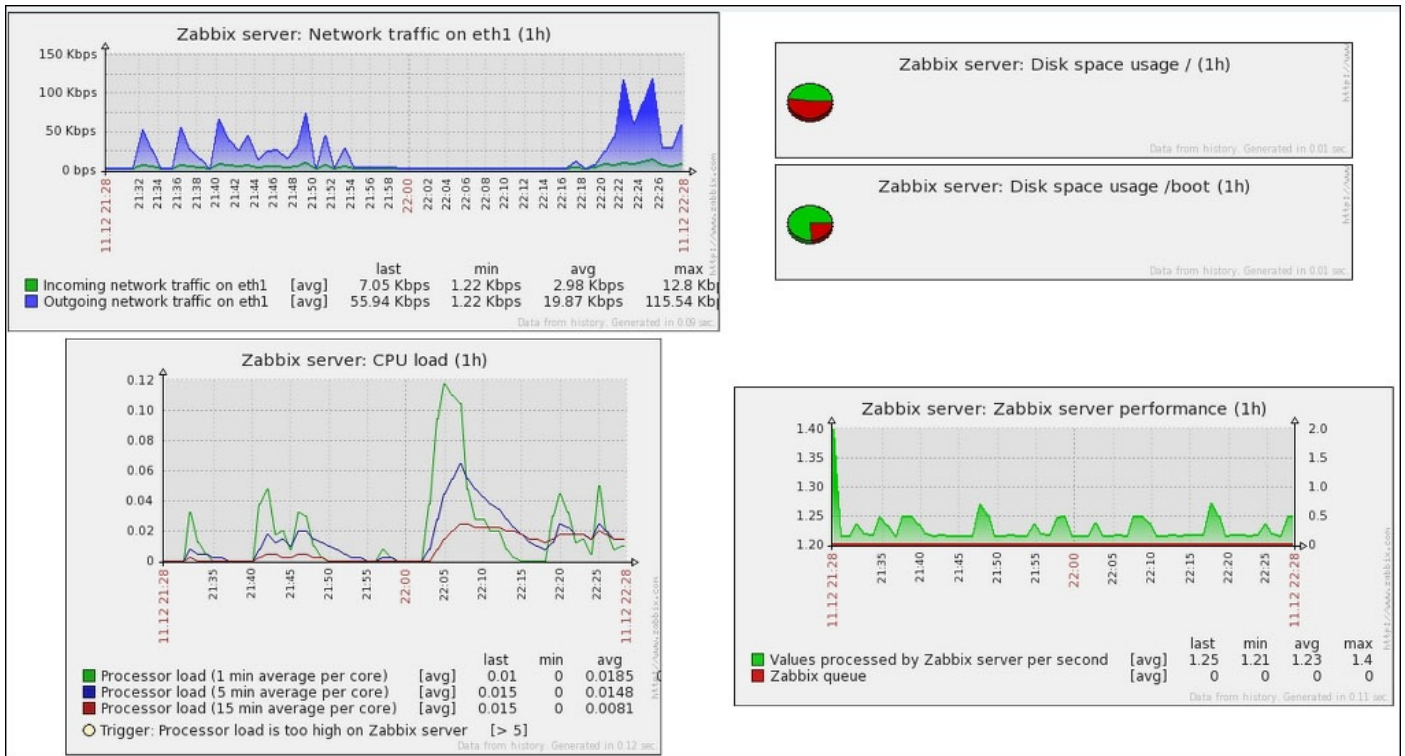 Zabbix server: Network traffic on eth1 (1h)
150 Kbps
100 Kbps
50 Kbps
0 bps
11.12 21:28
21:32
21:34
21:36
21:38
21:40
21:42
21:44
21:46
21:48
21:50
21:52
21:54
21:56
21:58
22:00
22:02
22:04
22:06
22:08
22:10
22:12
22:14
22:16
22:18
22:20
22:22
22:24
22:26
11.12 22:28
last min avg max
Incoming network traffic on eth1 [avg] 7.05 Kbps 1.22 Kbps 2.98 Kbps 12.8 Kbp
Outgoing network traffic on eth1 [avg] 55.94 Kbps 1.22 Kbps 19.87 Kbps 115.54 Kbp
Data from history. Generated in 0.09 sec.
http://www.zabbix.com
Zabbix server: Disk space usage / (1h)
Data from history. Generated in 0.01 sec.
http://www
Zabbix server: Disk space usage /boot (1h)
Data from history. Generated in 0.01 sec.
http://www
Zabbix server: CPU load (1h)
0.12
0.10
0.08
0.06
0.04
0.02
0
11.12 21:28
21:35
21:40
21:45
21:50
21:55
22:00
22:05
22:10
22:15
22:20
22:25
11.12 22:28
last min avg
Processor load (1 min average per core) [avg] 0.01 0 0.0185
Processor load (5 min average per core) [avg] 0.015 0 0.0148
Processor load (15 min average per core) [avg] 0.015 0 0.0081
Trigger: Processor load is too high on Zabbix server [> 5]
Data from history. Generated in 0.12 sec.
http://www.zabbix.com
Zabbix server: Zabbix server performance (1h)
1.40
1.35
1.30
1.25
1.20
2.0
1.5
1.0
0.5
0
11.12 21:28
21:35
21:40
21:45
21:50
21:55
22:00
22:05
22:10
22:15
22:20
22:25
11.12 22:28
last min avg max
Values processed by Zabbix server per second [avg] 1.25 1.21 1.23 1.4
Zabbix queue [avg] 0 0 0 0
Data from history. Generated in 0.11 sec.
http://www.zabbix.com